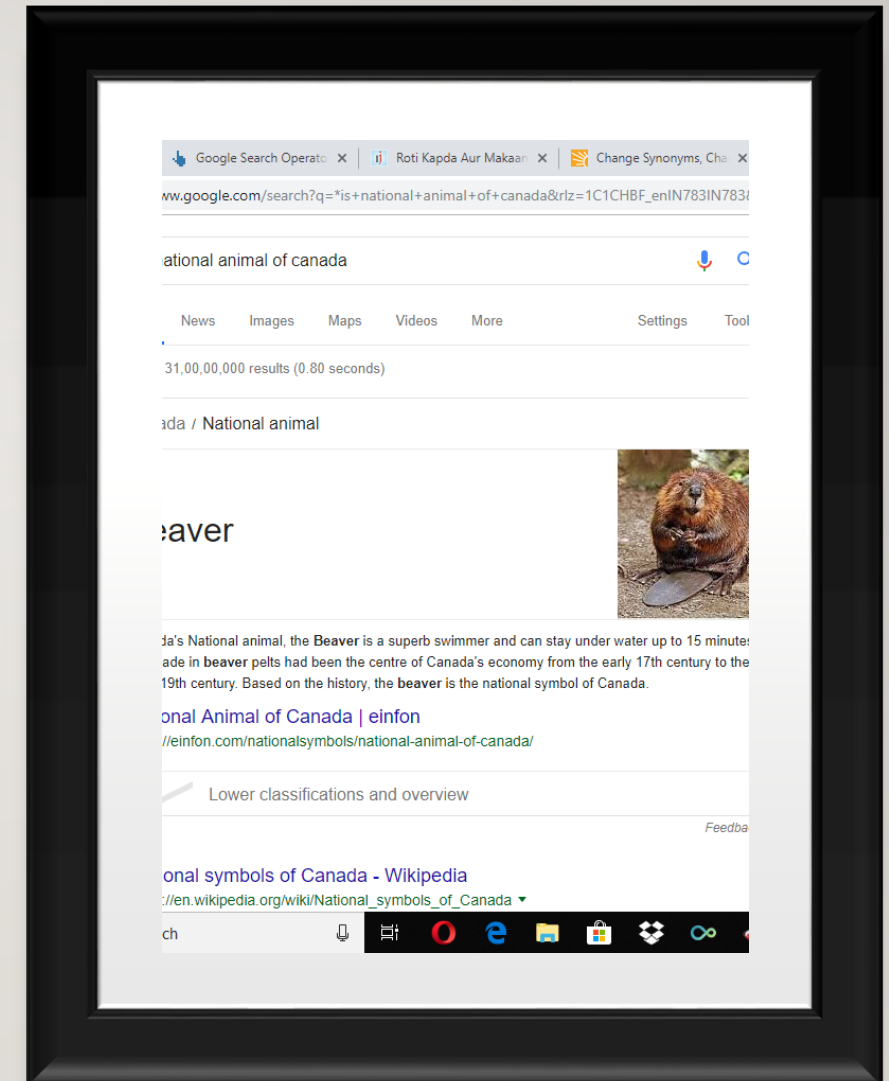 Google Search Operato Roti Kapda Aur Makaan Change Synonyms, Cha
ww.google.com/search?q=*is+national+animal+of+canada&rlz=1C1CHBF_enIN783IN783&
ational animal of canada
News Images Maps Videos More Settings Tool
31,00,00,000 results (0.80 seconds)
ada / National animal
eaver
da's National animal, the Beaver is a superb swimmer and can stay under water up to 15 minutes
ade in beaver pelts had been the centre of Canada's economy from the early 17th century to the
19th century. Based on the history, the beaver is the national symbol of Canada.
onal Animal of Canada | einfon
://einfon.com/nationalsymbols/national-animal-of-canada/
Lower classifications and overview
Feedba
onal symbols of Canada - Wikipedia
://en.wikipedia.org/wiki/National_symbols_of_Canada
ch